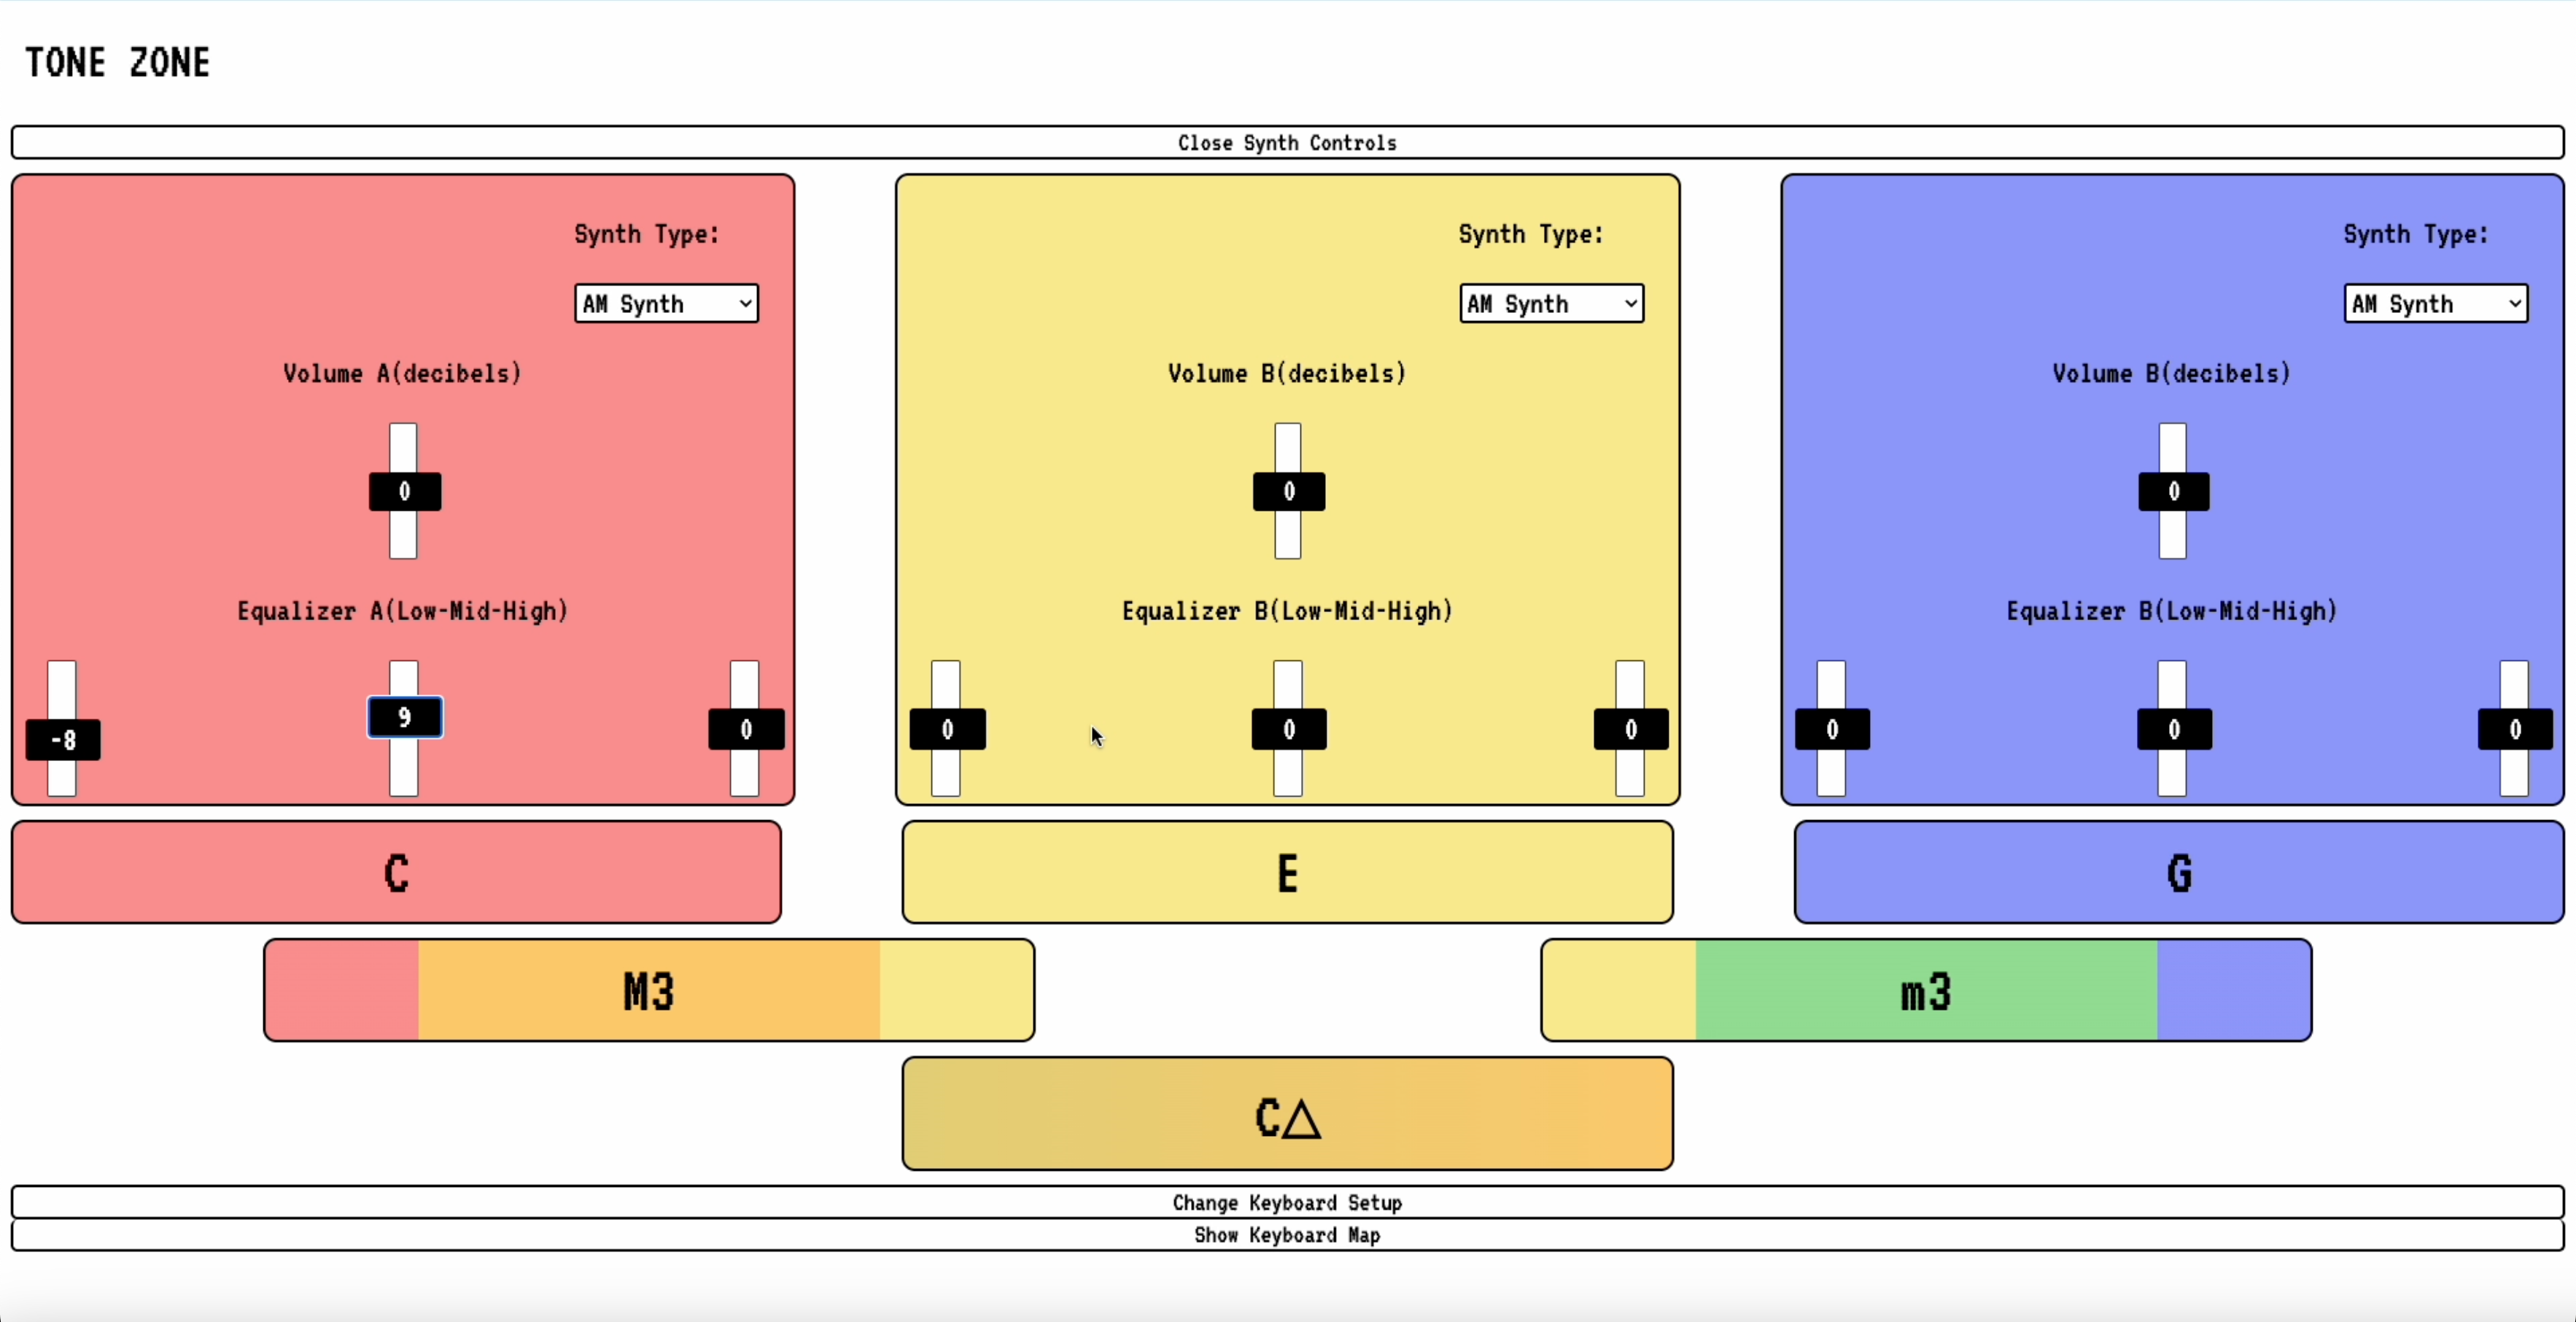 TONE ZONE
Close Synth Controls
Synth Type:
AM Synth
Volume A(decibels)
0
Equalizer A(Low-Mid-High)
-8 9 0
Synth Type:
AM Synth
Volume B(decibels)
0
Equalizer B(Low-Mid-High)
0 0 0
Synth Type:
AM Synth
Volume B(decibels)
0
Equalizer B(Low-Mid-High)
0 0 0
C E G
M3 m3
C△
Change Keyboard Setup
Show Keyboard Map